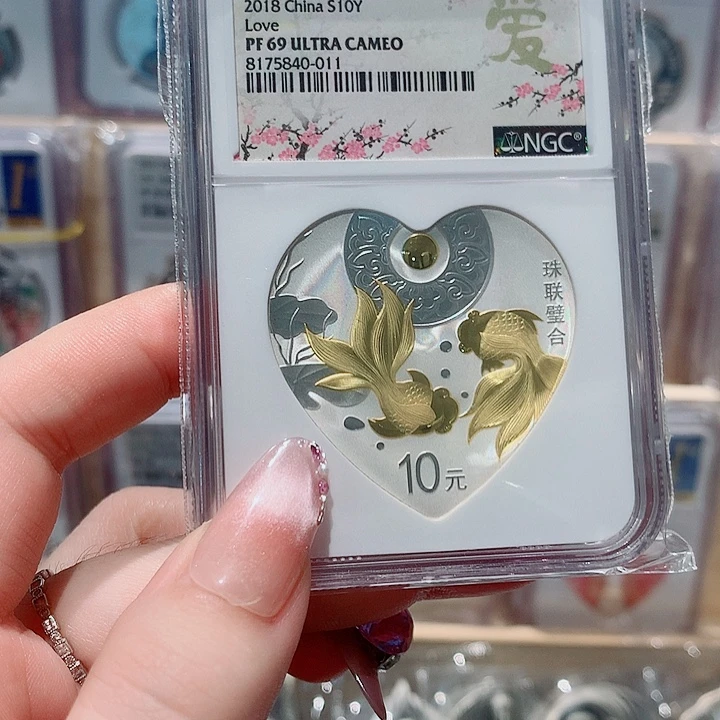 2018 China S10Y
Love
爱
PF 69 ULTRA CAMEO
8175840-011
NGC®
珠联璧合
10元